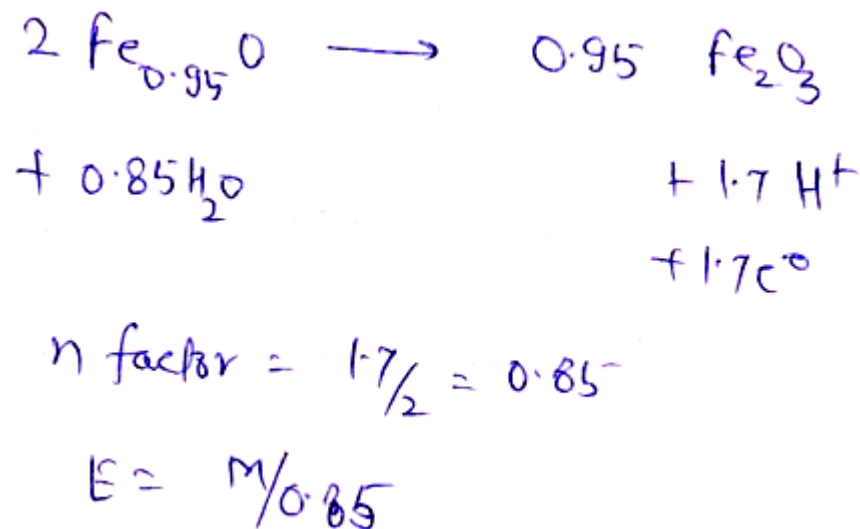 2 Fe0.95O ⟶ 0.95 Fe2O3
+ 0.85H2O + 1.7 H+
+ 1.7e⊖
n factor = 1.7/2 = 0.85
E = M/0.85